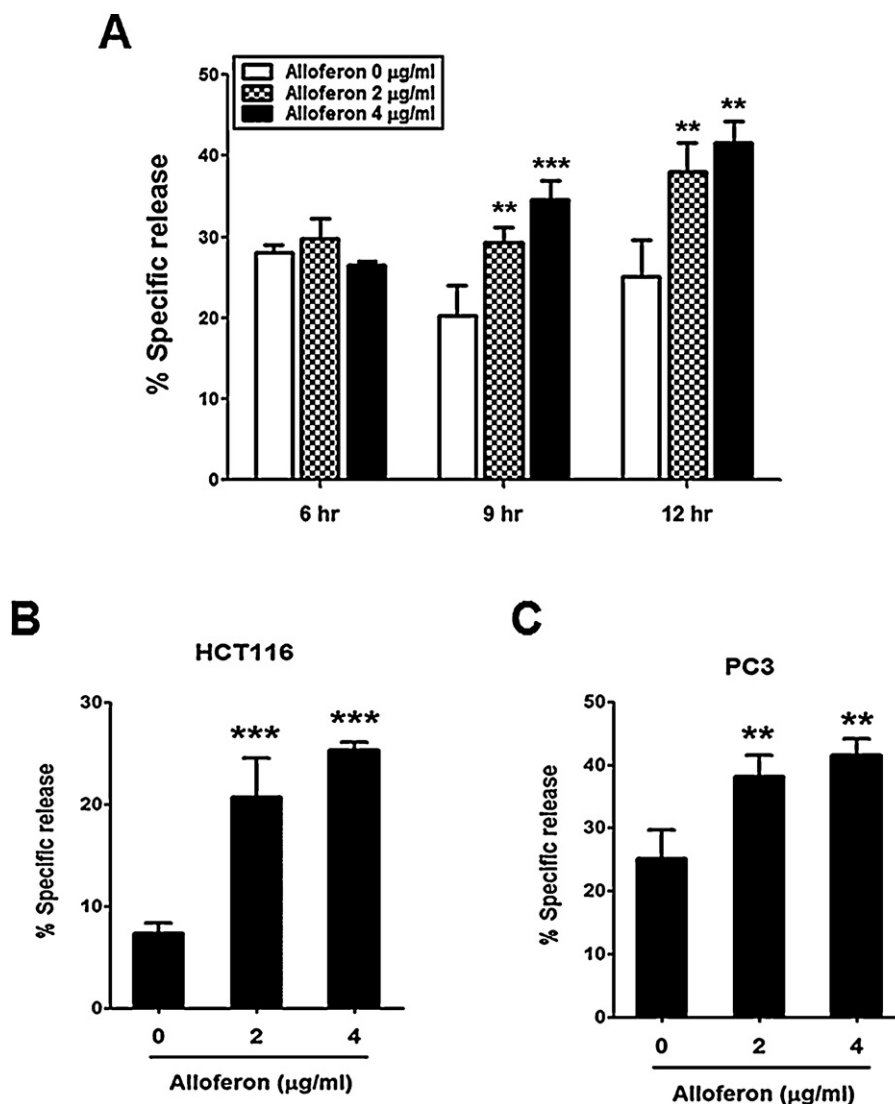 A
Alloferon 0 μg/ml
Alloferon 2 μg/ml
Alloferon 4 μg/ml
% Specific release
50
40
30
20
10
0
** *** ** **
6 hr 9 hr 12 hr
B
HCT116
% Specific release
30
20
10
0
*** ***
0 2 4
Alloferon (μg/ml)
C
PC3
% Specific release
50
40
30
20
10
0
** **
0 2 4
Alloferon (μg/ml)